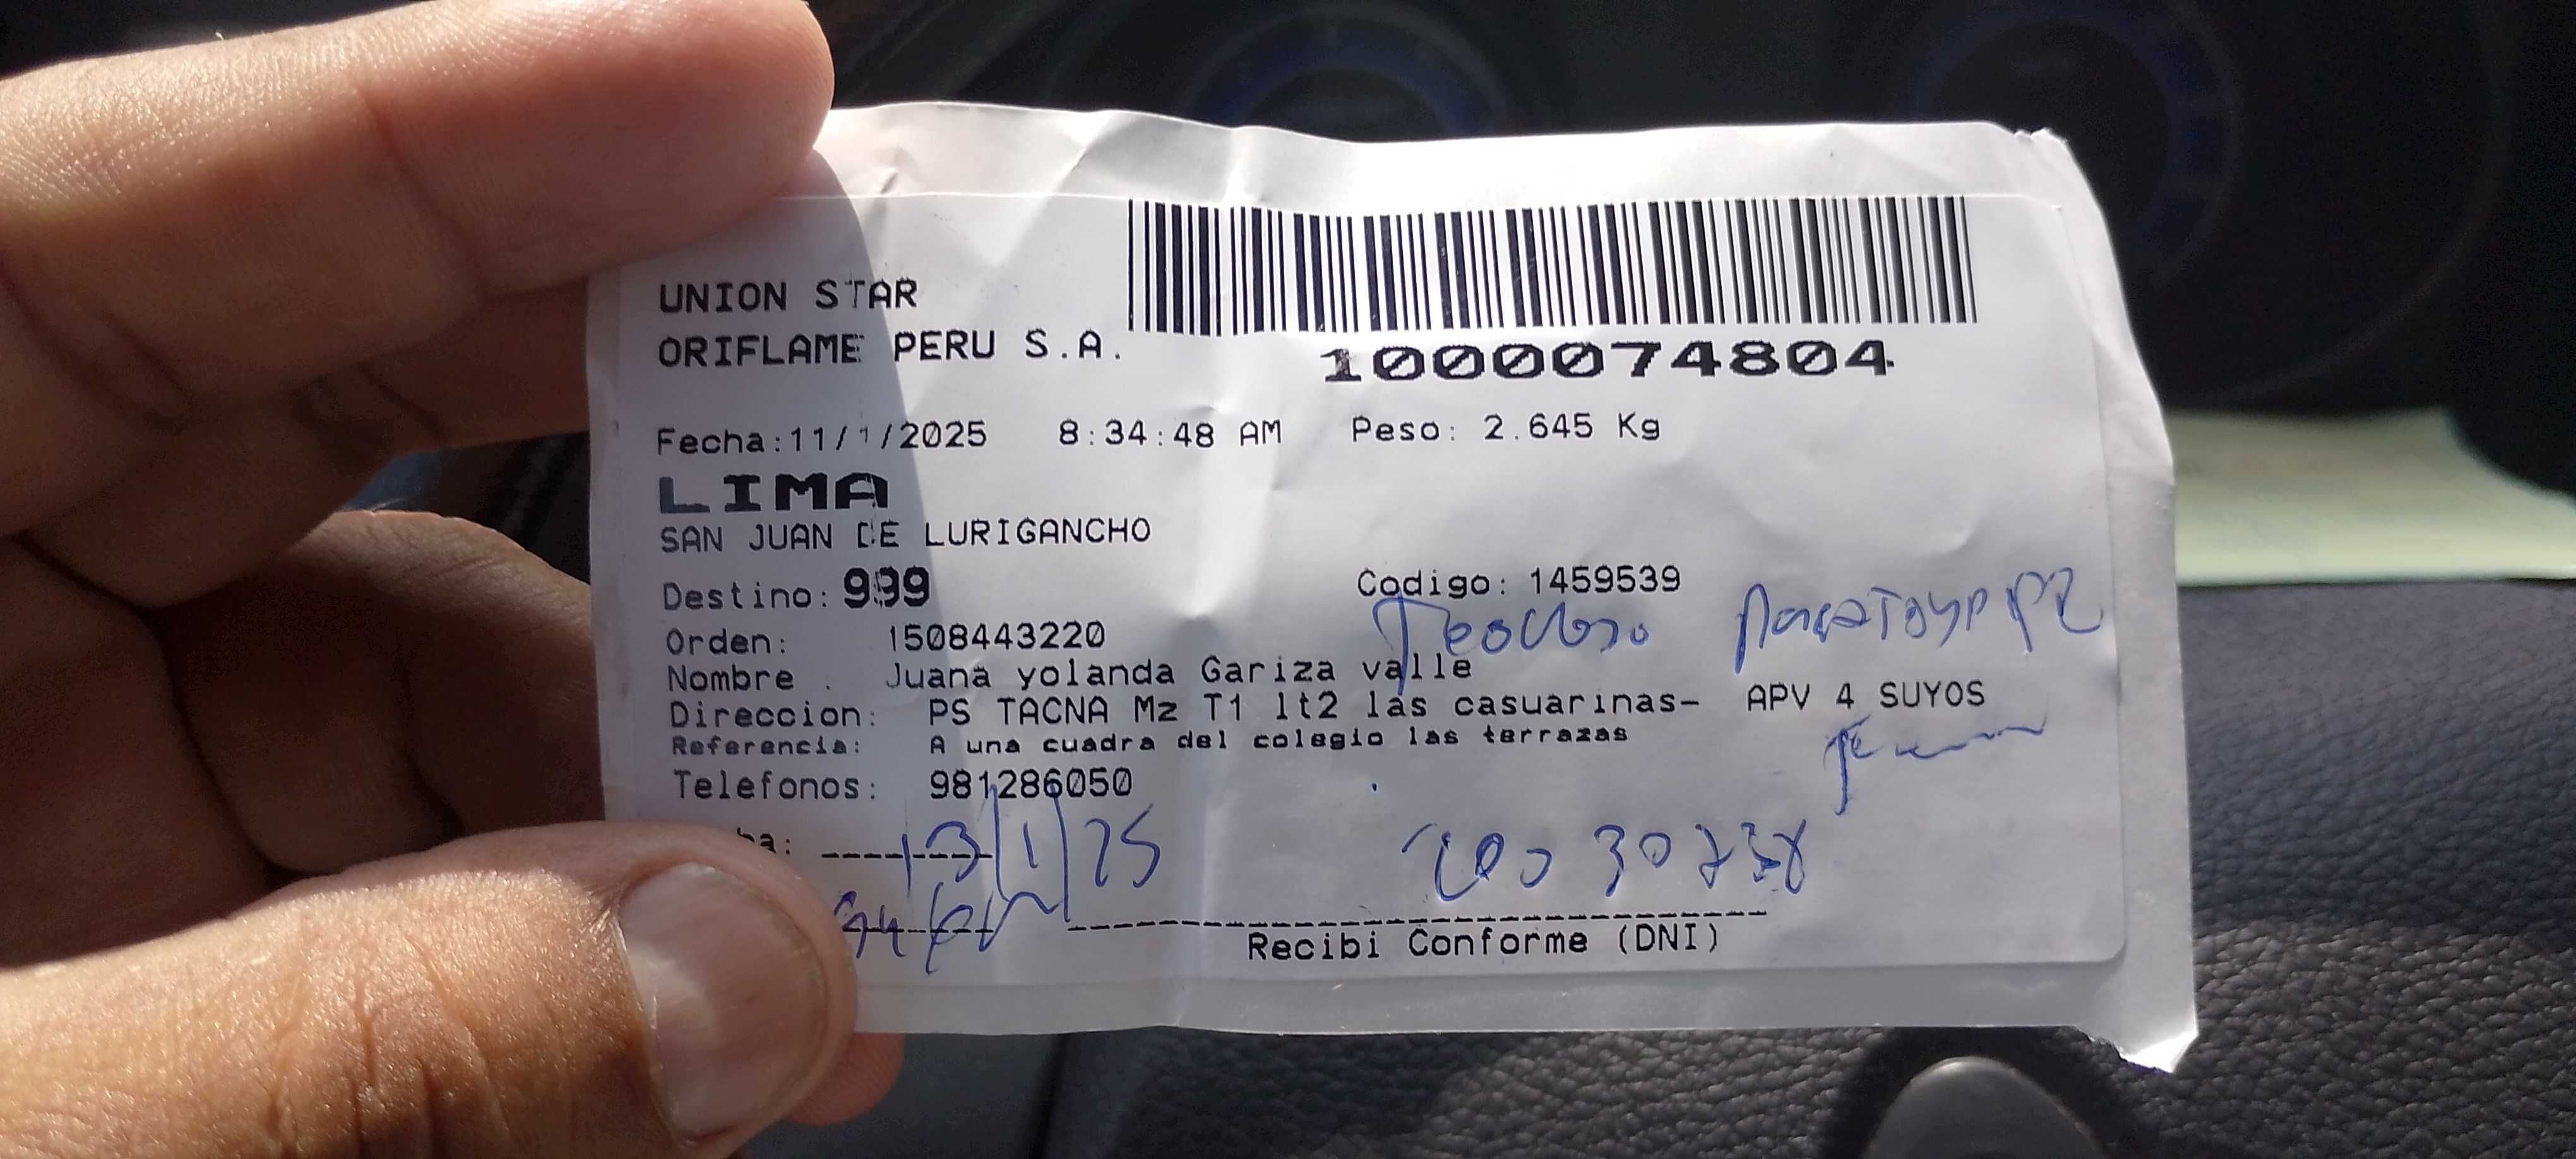 UNION STAR
ORIFLAME PERU S.A.
1000074804
Fecha:11/1/2025 8:34:48 AM Peso: 2.645 Kg
LIMA
SAN JUAN DE LURIGANCHO
Destino: 999 Codigo: 1459539
Orden: 1508443220
Nombre : Juana yolanda Gariza valle
Direccion: PS TACNA Mz T1 lt2 las casuarinas- APV 4 SUYOS
Referencia: A una cuadra del colegio las terrazas
Telefonos: 981286050
13/1/25
Recibi Conforme (DNI)